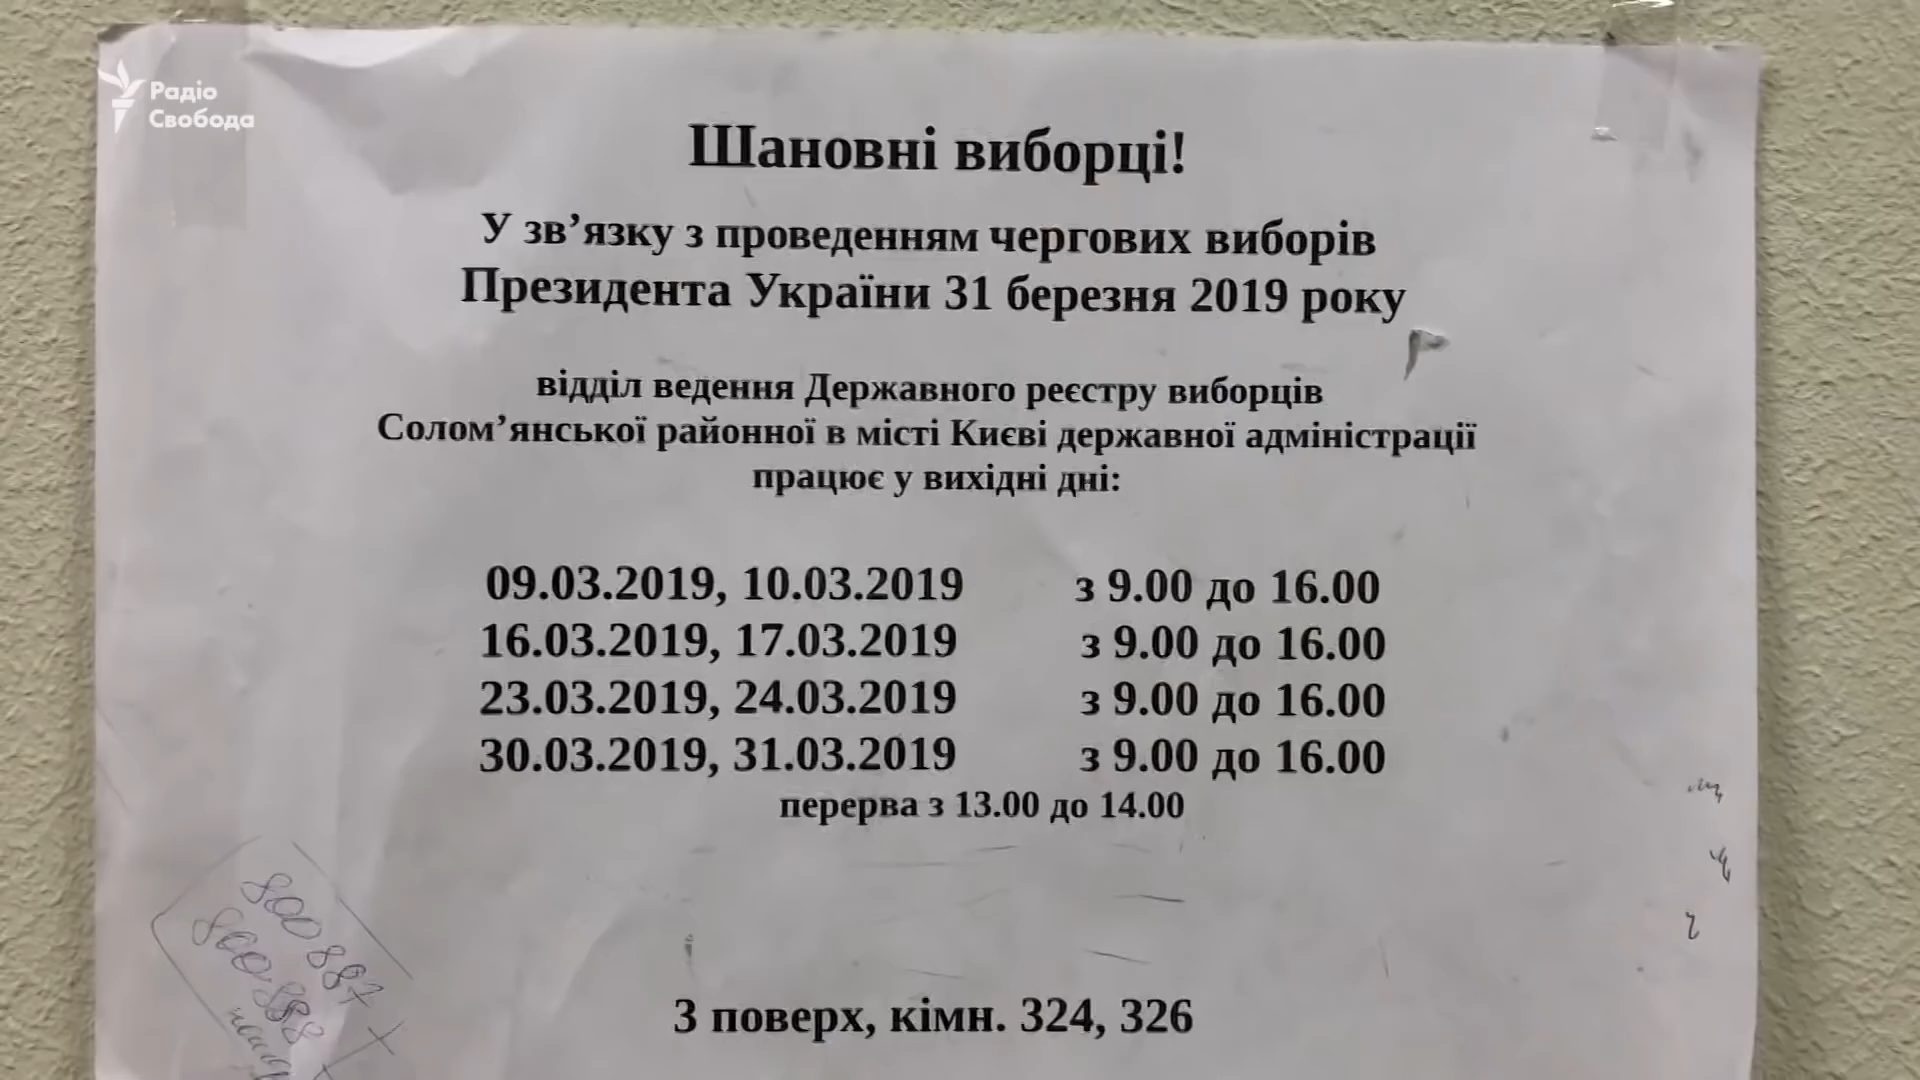 Радіо
Свобода
Шановні виборці!
У зв’язку з проведенням чергових виборів
Президента України 31 березня 2019 року
відділ ведення Державного реєстру виборців
Солом’янської районної в місті Києві державної адміністрації
працює у вихідні дні:
09.03.2019, 10.03.2019 з 9.00 до 16.00
16.03.2019, 17.03.2019 з 9.00 до 16.00
23.03.2019, 24.03.2019 з 9.00 до 16.00
30.03.2019, 31.03.2019 з 9.00 до 16.00
перерва з 13.00 до 14.00
800 887
800-888
3 поверх, кімн. 324, 326